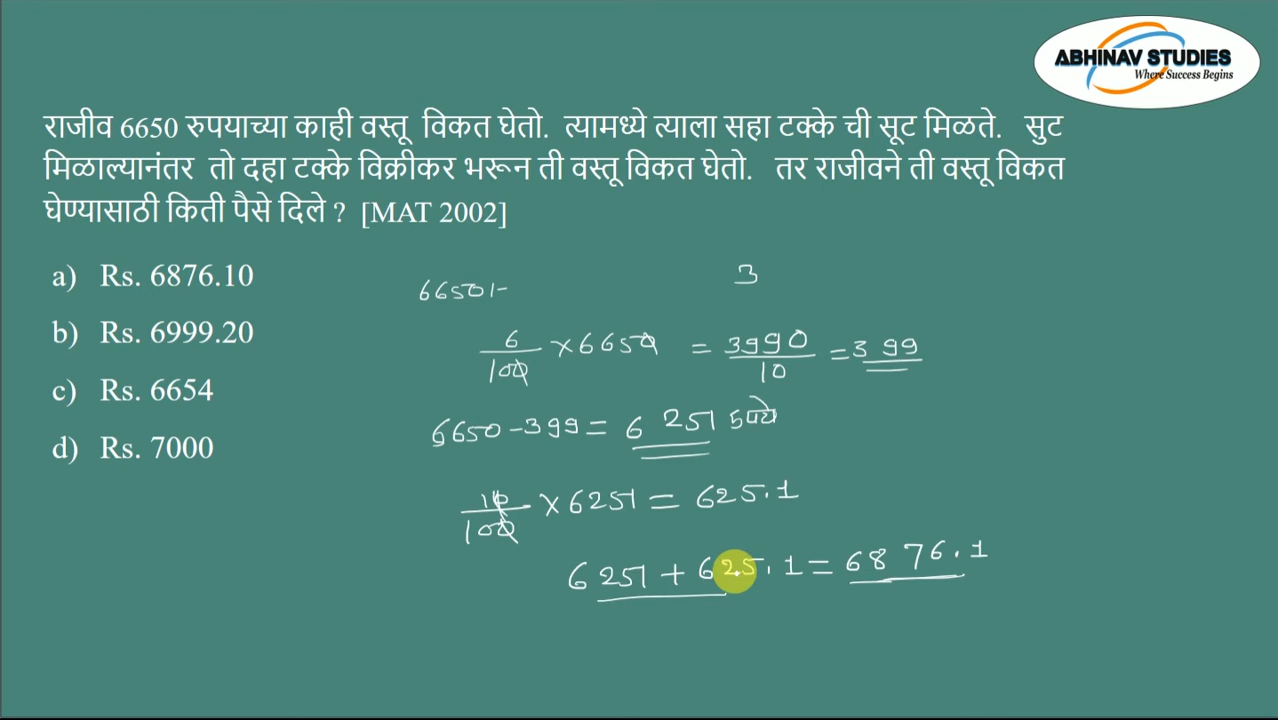 ABHINAV STUDIES
Where Success Begins
राजीव 6650 रुपयाच्या काही वस्तू विकत घेतो. त्यामध्ये त्याला सहा टक्के ची सूट मिळते. सुट
मिळाल्यानंतर तो दहा टक्के विक्रीकर भरून ती वस्तू विकत घेतो. तर राजीवने ती वस्तू विकत
घेण्यासाठी किती पैसे दिले ? [MAT 2002]
a) Rs. 6876.10
b) Rs. 6999.20
c) Rs. 6654
d) Rs. 7000
6650/-
3
6/100 × 6650 = 3990/10 = 399
6650 - 399 = 6251 रुपये
10/100 × 6251 = 625.1
6251 + 625.1 = 6876.1